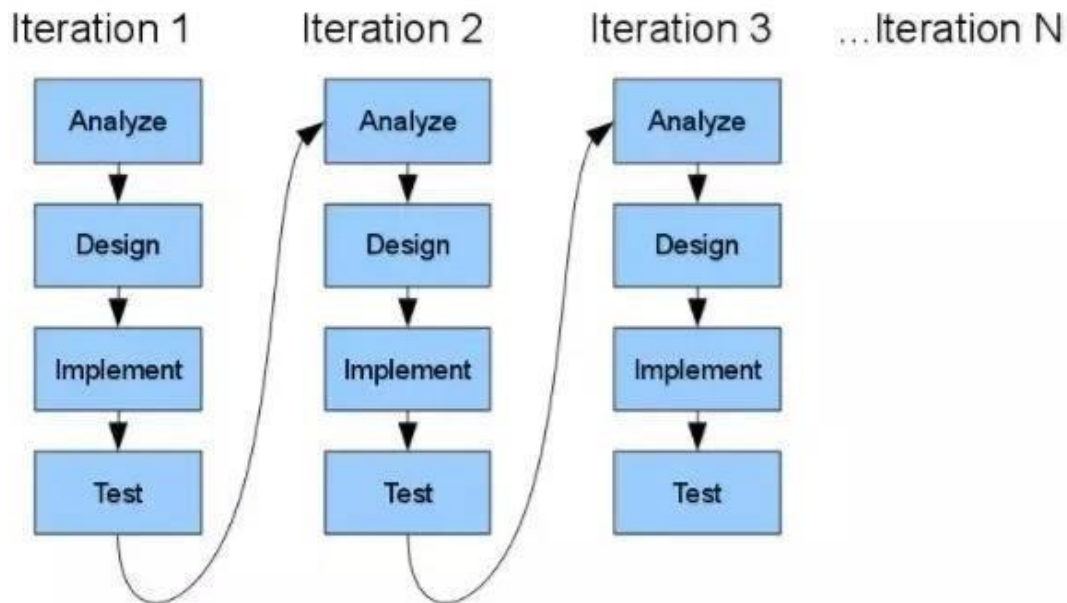 Iteration 1 Iteration 2 Iteration 3 ...Iteration N
Analyze Analyze Analyze
Design Design Design
Implement Implement Implement
Test Test Test